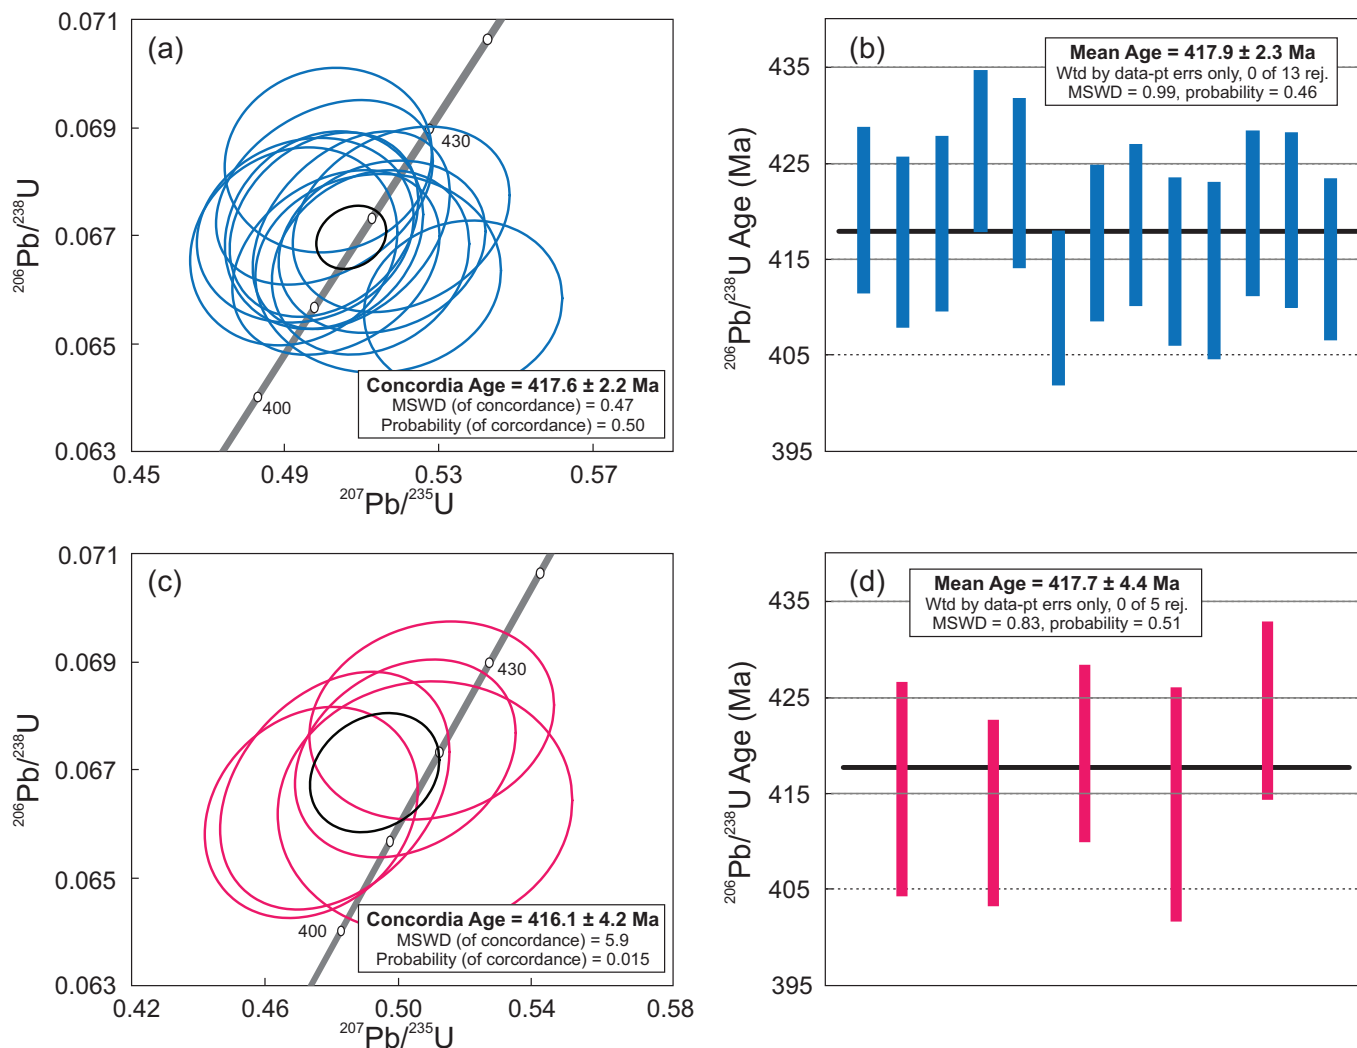 (a)
0.071
0.069
0.067
0.065
0.063
206Pb/238U
430
400
Concordia Age = 417.6 ± 2.2 Ma
MSWD (of concordance) = 0.47
Probability (of corcordance) = 0.50
0.45
0.49
0.53
0.57
207Pb/235U
(b)
Mean Age = 417.9 ± 2.3 Ma
Wtd by data-pt errs only, 0 of 13 rej.
MSWD = 0.99, probability = 0.46
435
425
415
405
395
206Pb/238U Age (Ma)
(c)
0.071
0.069
0.067
0.065
0.063
206Pb/238U
430
400
Concordia Age = 416.1 ± 4.2 Ma
MSWD (of concordance) = 5.9
Probability (of corcordance) = 0.015
0.42
0.46
0.50
0.54
0.58
207Pb/235U
(d)
Mean Age = 417.7 ± 4.4 Ma
Wtd by data-pt errs only, 0 of 5 rej.
MSWD = 0.83, probability = 0.51
435
425
415
405
395
206Pb/238U Age (Ma)